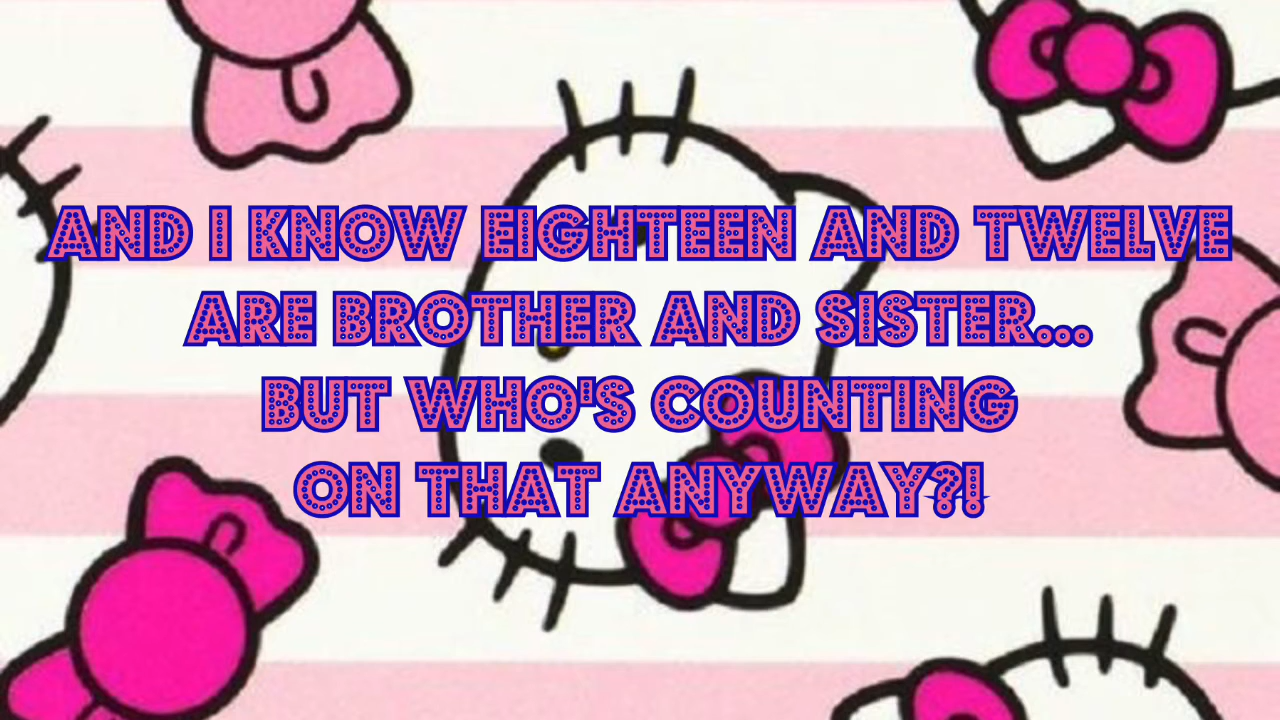 AND I KNOW EIGHTEEN AND TWELVE
ARE BROTHER AND SISTER...
BUT WHO'S COUNTING
ON THAT ANYWAY?!